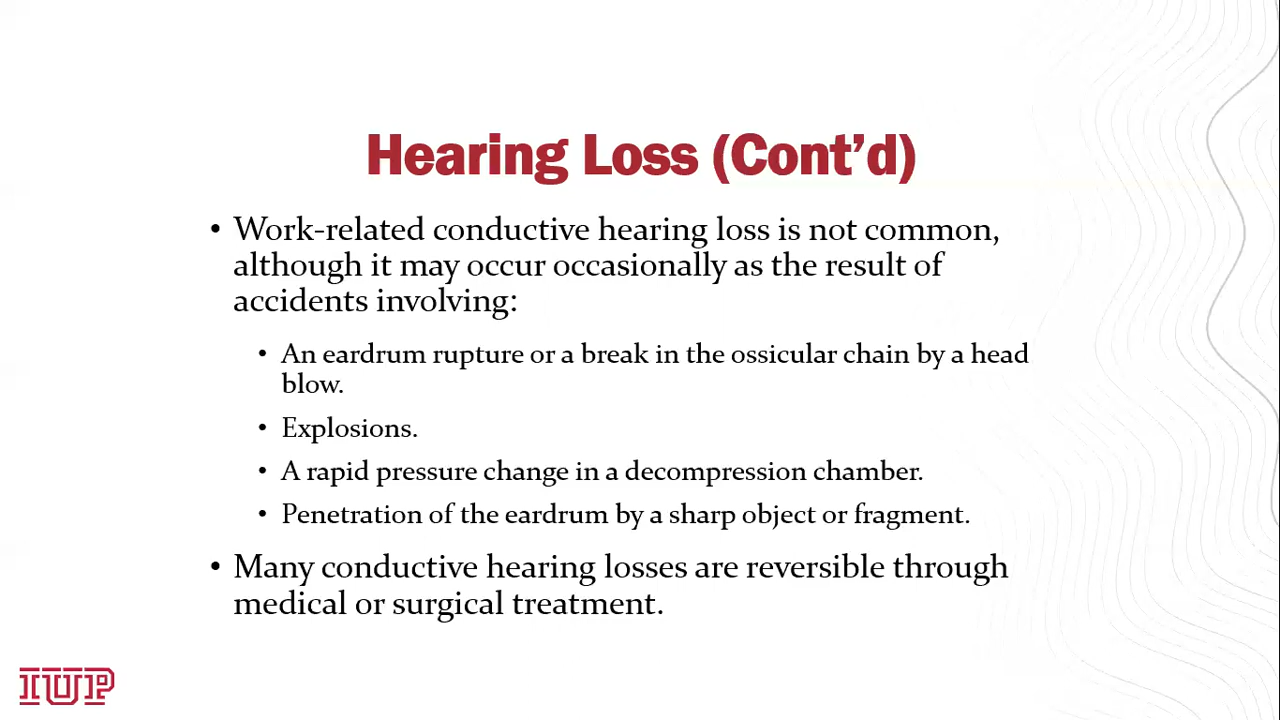 Hearing Loss (Cont’d)
• Work-related conductive hearing loss is not common,
although it may occur occasionally as the result of
accidents involving:
• An eardrum rupture or a break in the ossicular chain by a head
blow.
• Explosions.
• A rapid pressure change in a decompression chamber.
• Penetration of the eardrum by a sharp object or fragment.
• Many conductive hearing losses are reversible through
medical or surgical treatment.
IUP